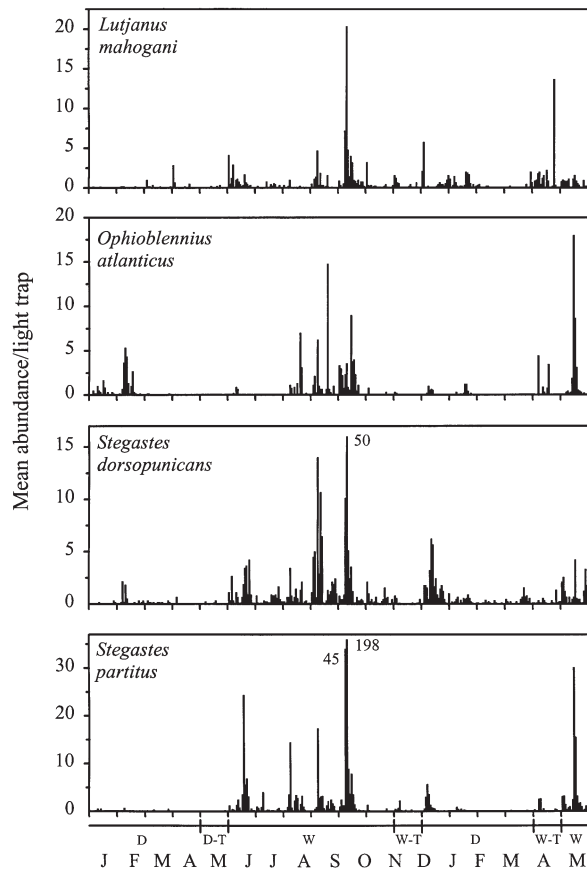 Lutjanus
mahogani
20
15
10
5
0
Ophioblennius
atlanticus
20
15
10
5
0
Mean abundance/light trap
Stegastes
dorsopunicans
50
15
10
5
0
Stegastes
partitus
45
198
30
20
10
0
D D-T W W-T D W-T W
J F M A M J J A S O N D J F M A M